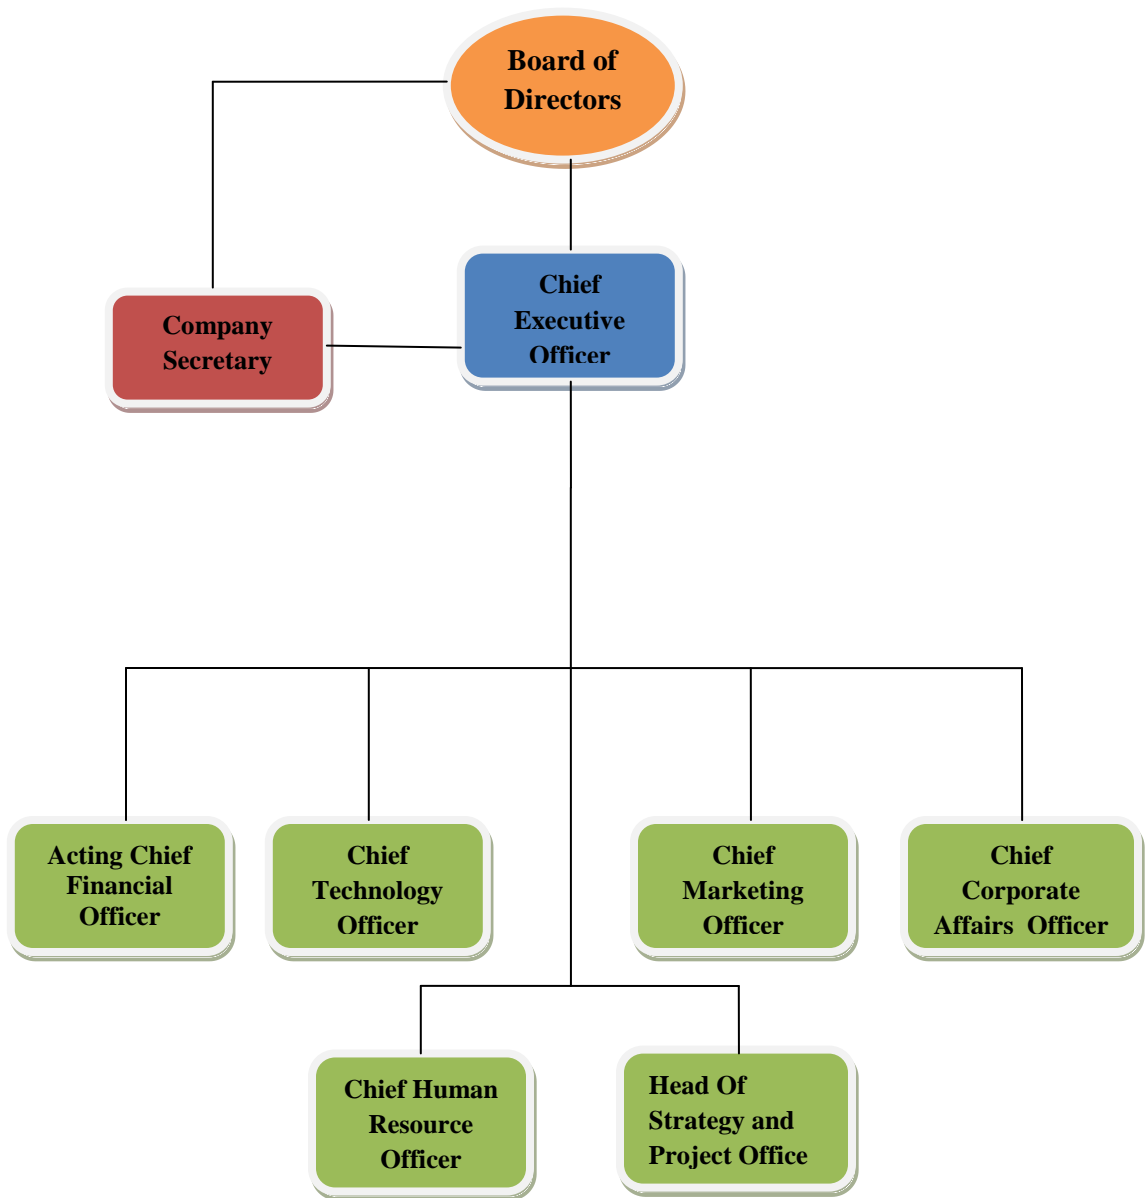 Board of
Directors
Chief
Executive
Officer
Company
Secretary
Acting Chief
Financial
Officer
Chief
Technology
Officer
Chief
Marketing
Officer
Chief
Corporate
Affairs Officer
Chief Human
Resource
Officer
Head Of
Strategy and
Project Office